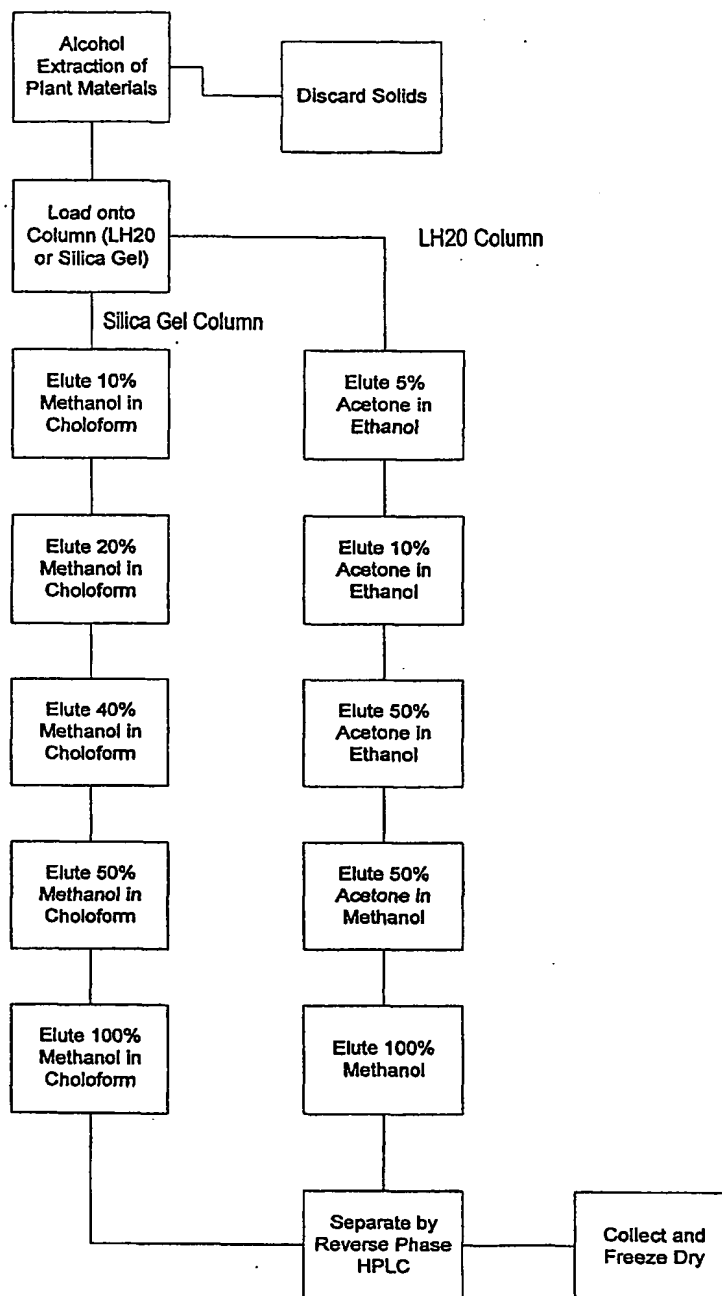 Alcohol
Extraction of
Plant Materials
Discard Solids
Load onto
Column (LH20
or Silica Gel)
LH20 Column
Silica Gel Column
Elute 10%
Methanol in
Choloform
Elute 5%
Acetone in
Ethanol
Elute 20%
Methanol in
Choloform
Elute 10%
Acetone in
Ethanol
Elute 40%
Methanol in
Choloform
Elute 50%
Acetone in
Ethanol
Elute 50%
Methanol in
Choloform
Elute 50%
Acetone in
Methanol
Elute 100%
Methanol in
Choloform
Elute 100%
Methanol
Separate by
Reverse Phase
HPLC
Collect and
Freeze Dry